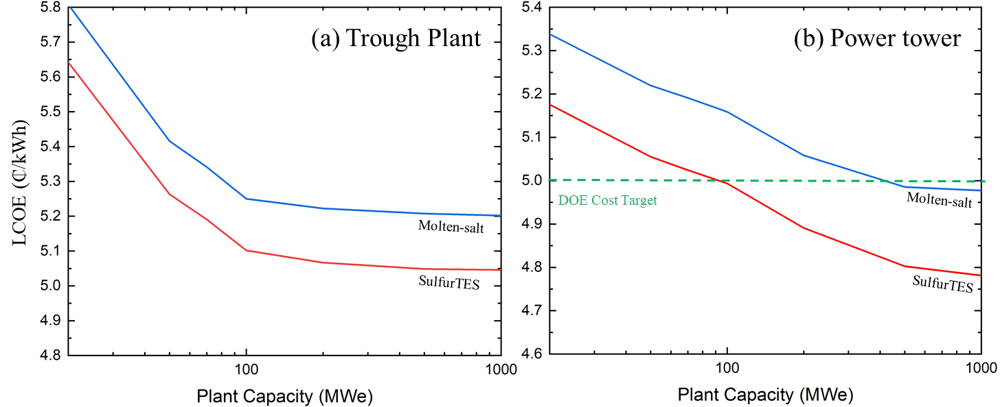 (a) Trough Plant
LCOE (₵/kWh)
5.8
5.7
5.6
5.5
5.4
5.3
5.2
5.1
5.0
4.9
4.8
Molten-salt
SulfurTES
100
1000
Plant Capacity (MWe)
(b) Power tower
5.4
5.3
5.2
5.1
5.0
4.9
4.8
4.7
4.6
DOE Cost Target
Molten-salt
SulfurTES
100
1000
Plant Capacity (MWe)